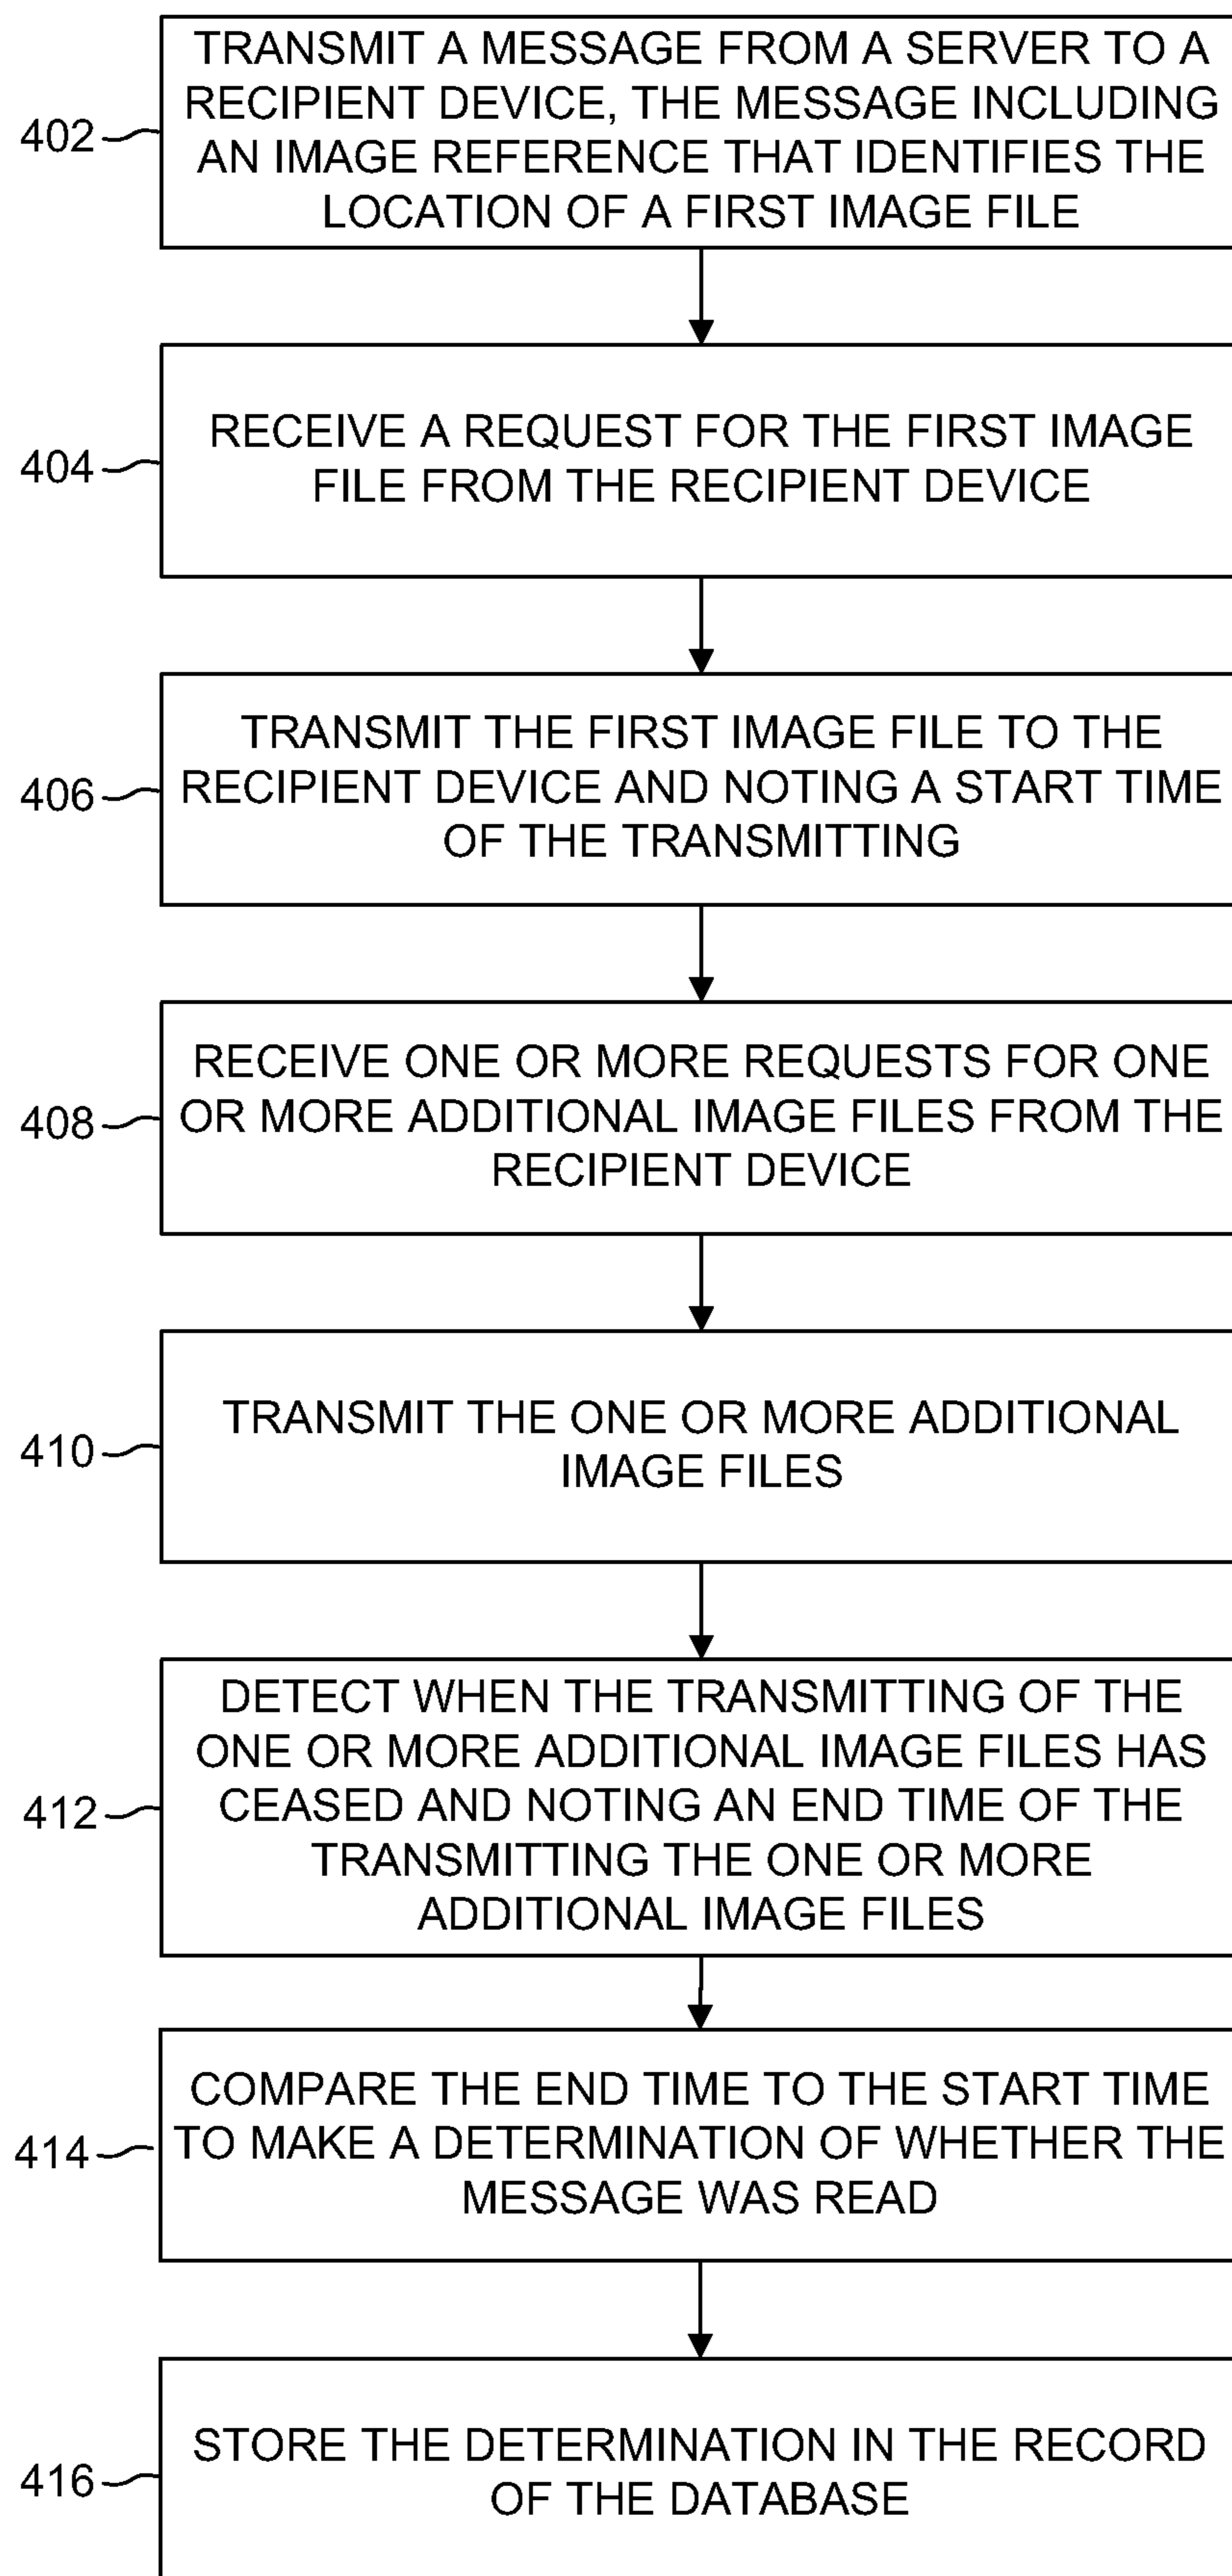 TRANSMIT A MESSAGE FROM A SERVER TO A
RECIPIENT DEVICE, THE MESSAGE INCLUDING
AN IMAGE REFERENCE THAT IDENTIFIES THE
LOCATION OF A FIRST IMAGE FILE
402
RECEIVE A REQUEST FOR THE FIRST IMAGE
FILE FROM THE RECIPIENT DEVICE
404
TRANSMIT THE FIRST IMAGE FILE TO THE
RECIPIENT DEVICE AND NOTING A START TIME
OF THE TRANSMITTING
406
RECEIVE ONE OR MORE REQUESTS FOR ONE
OR MORE ADDITIONAL IMAGE FILES FROM THE
RECIPIENT DEVICE
408
TRANSMIT THE ONE OR MORE ADDITIONAL
IMAGE FILES
410
DETECT WHEN THE TRANSMITTING OF THE
ONE OR MORE ADDITIONAL IMAGE FILES HAS
CEASED AND NOTING AN END TIME OF THE
TRANSMITTING THE ONE OR MORE
ADDITIONAL IMAGE FILES
412
COMPARE THE END TIME TO THE START TIME
TO MAKE A DETERMINATION OF WHETHER THE
MESSAGE WAS READ
414
STORE THE DETERMINATION IN THE RECORD
OF THE DATABASE
416